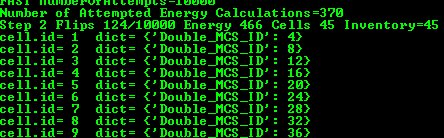 FAST numberOfAttempts=10000
Number of Attempted Energy Calculations=370
Step 2 Flips 124/10000 Energy 466 Cells 45 Inventory=45
cell.id= 1 dict= {'Double_MCS_ID': 4}
cell.id= 2 dict= {'Double_MCS_ID': 8}
cell.id= 3 dict= {'Double_MCS_ID': 12}
cell.id= 4 dict= {'Double_MCS_ID': 16}
cell.id= 5 dict= {'Double_MCS_ID': 20}
cell.id= 6 dict= {'Double_MCS_ID': 24}
cell.id= 7 dict= {'Double_MCS_ID': 28}
cell.id= 8 dict= {'Double_MCS_ID': 32}
cell.id= 9 dict= {'Double_MCS_ID': 36}